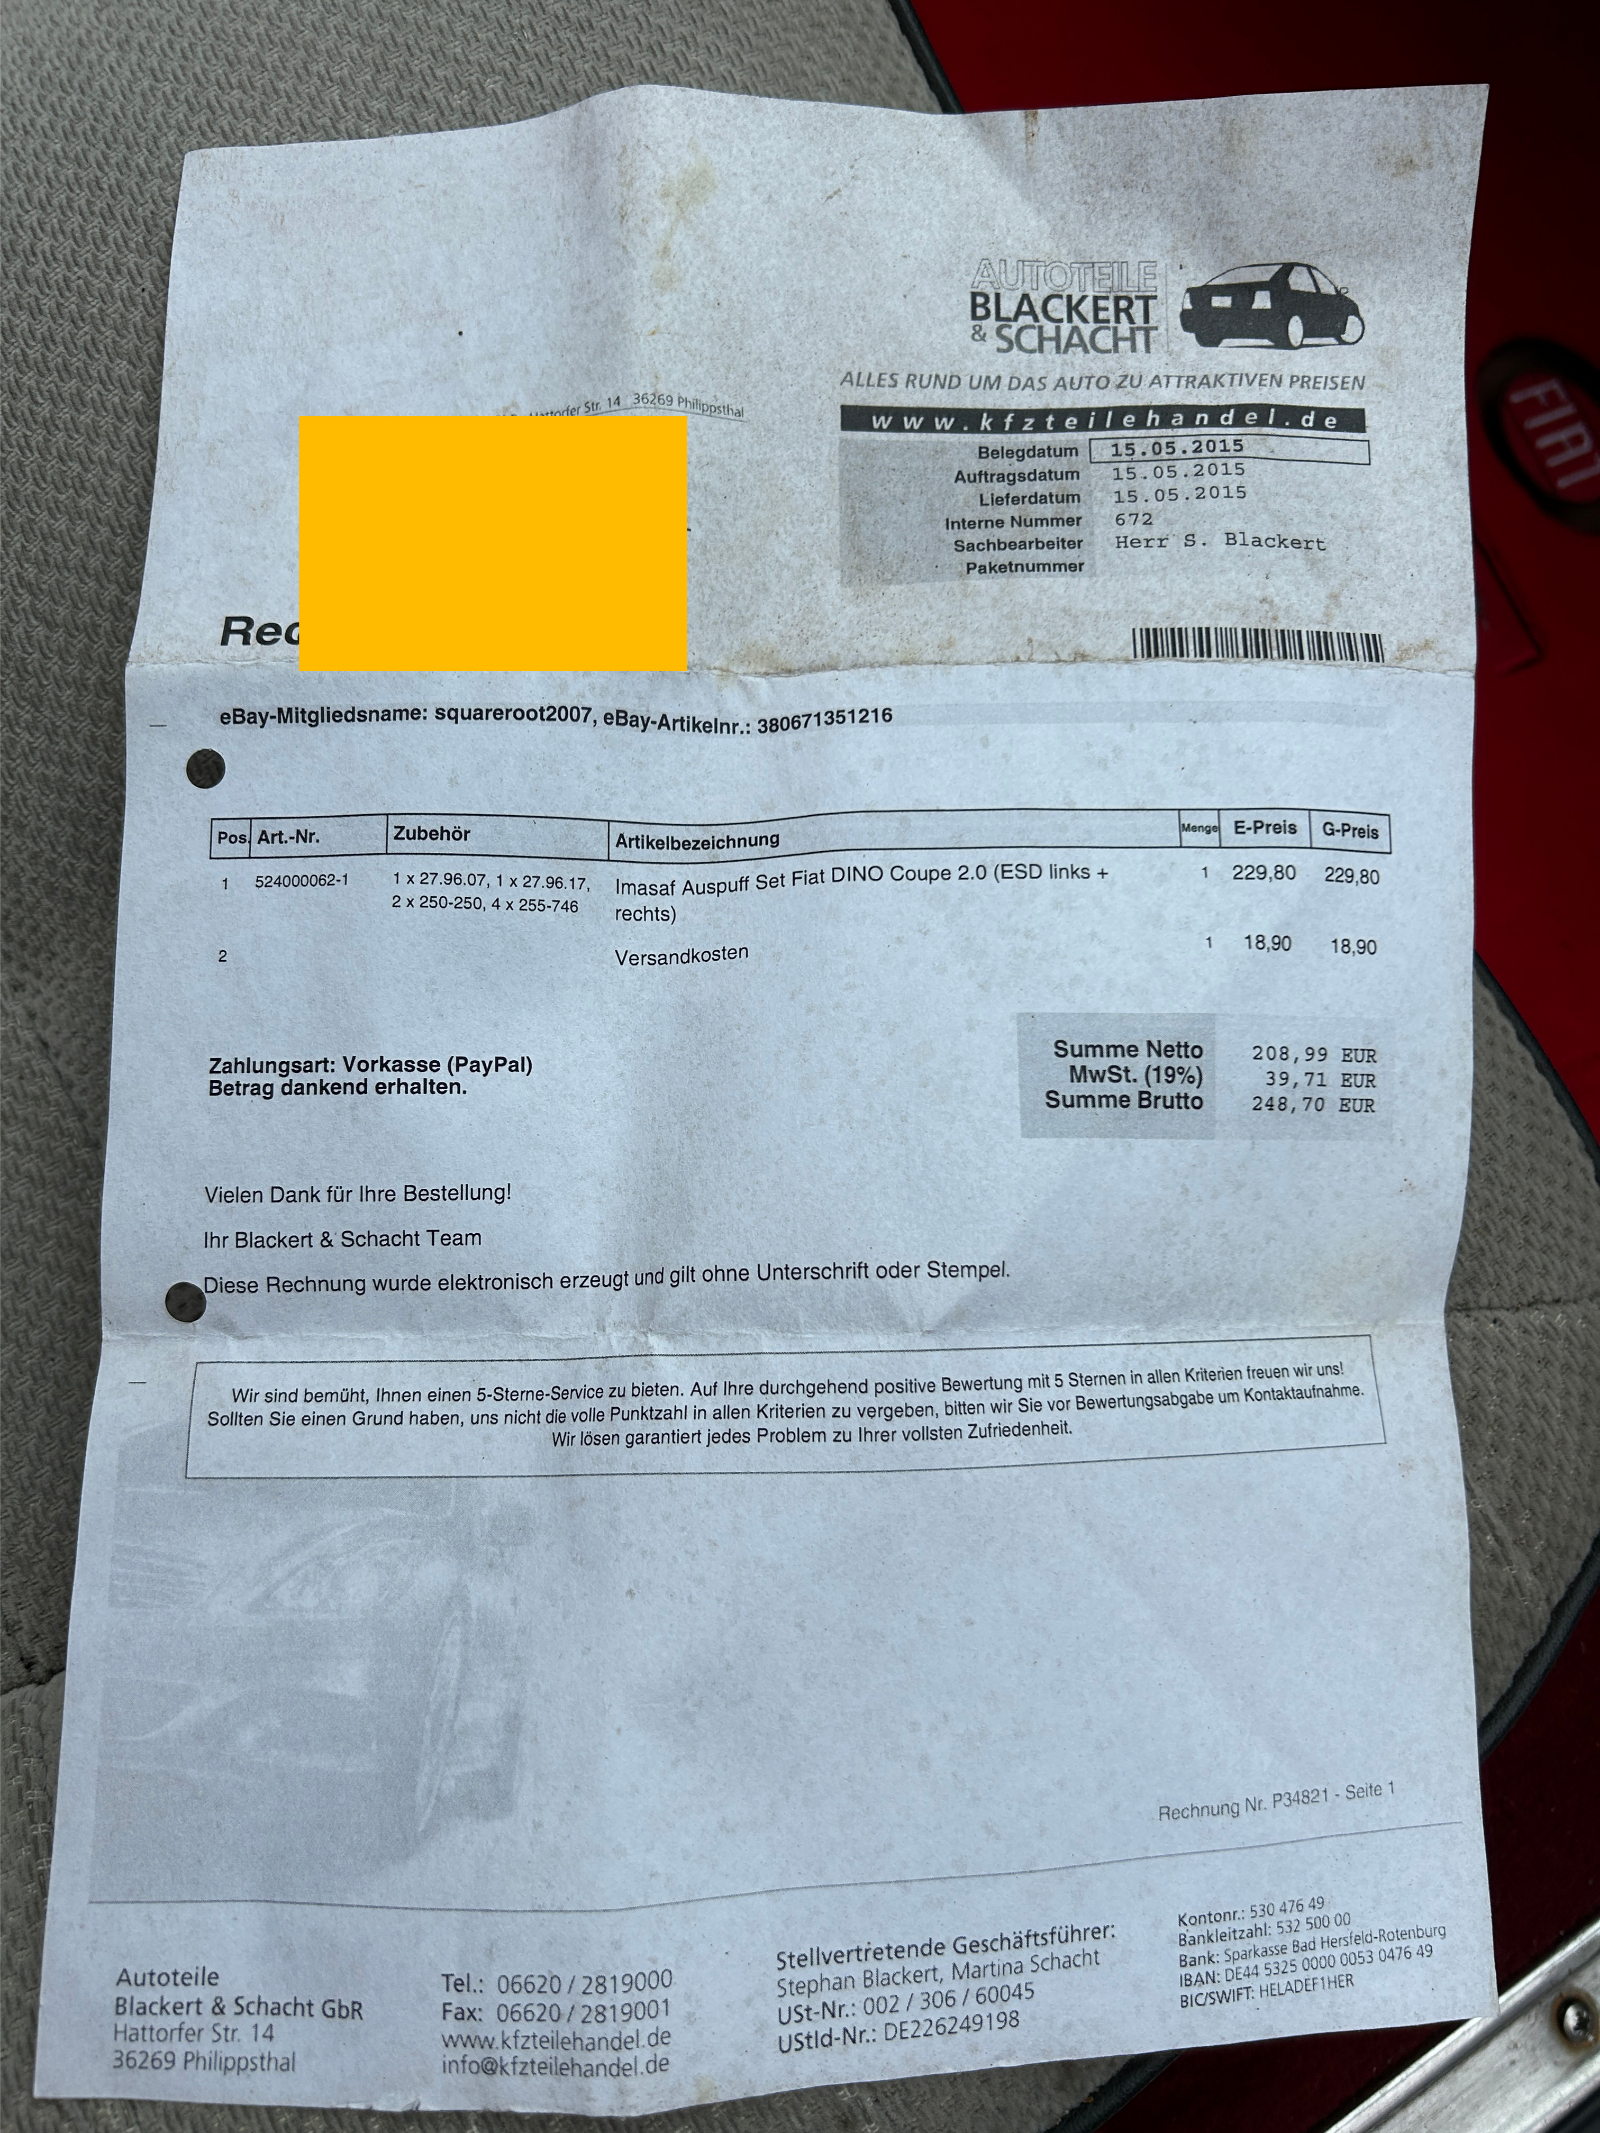 AUTOTEILE
BLACKERT
& SCHACHT
ALLES RUND UM DAS AUTO ZU ATTRAKTIVEN PREISEN
www.kfzteilehandel.de
Str. 14 36269 Philippsthal
Belegdatum 15.05.2015
Auftragsdatum 15.05.2015
Lieferdatum 15.05.2015
Interne Nummer 672
Sachbearbeiter Herr S. Blackert
Paketnummer
FIAT
eBay-Mitgliedsname: squareroot2007, eBay-Artikelnr.: 380671351216
Pos. Art.-Nr. Zubehör Artikelbezeichnung Menge E-Preis G-Preis
1 524000062-1 1 x 27.96.07, 1 x 27.96.17, Imasaf Auspuff Set Fiat DINO Coupe 2.0 (ESD links + 1 229,80 229,80
2 x 250-250, 4 x 255-746 rechts)
2 Versandkosten 1 18,90 18,90
Zahlungsart: Vorkasse (PayPal)
Betrag dankend erhalten.
Summe Netto 208,99 EUR
MwSt. (19%) 39,71 EUR
Summe Brutto 248,70 EUR
Vielen Dank für Ihre Bestellung!
Ihr Blackert & Schacht Team
Diese Rechnung wurde elektronisch erzeugt und gilt ohne Unterschrift oder Stempel.
Wir sind bemüht, Ihnen einen 5-Sterne-Service zu bieten. Auf Ihre durchgehend positive Bewertung mit 5 Sternen in allen Kriterien freuen wir uns!
Sollten Sie einen Grund haben, uns nicht die volle Punktzahl in allen Kriterien zu vergeben, bitten wir Sie vor Bewertungsabgabe um Kontaktaufnahme.
Wir lösen garantiert jedes Problem zu Ihrer vollsten Zufriedenheit.
Rechnung Nr. P34821 - Seite 1
Autoteile
Blackert & Schacht GbR
Hattorfer Str. 14
36269 Philippsthal
Tel.: 06620 / 2819000
Fax: 06620 / 2819001
www.kfzteilehandel.de
info@kfzteilehandel.de
Stellvertretende Geschäftsführer:
Stephan Blackert, Martina Schacht
USt-Nr.: 002 / 306 / 60045
UStId-Nr.: DE226249198
Kontonr.: 530 476 49
Bankleitzahl: 532 500 00
Bank: Sparkasse Bad Hersfeld-Rotenburg
IBAN: DE44 5325 0000 0053 0476 49
BIC/SWIFT: HELADEF1HER